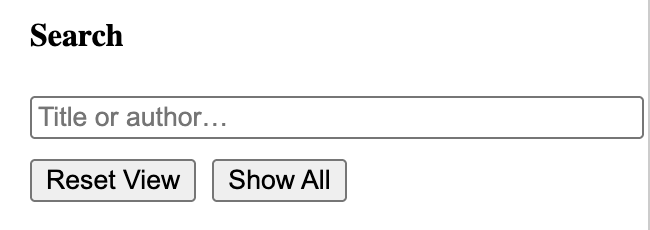 Search
Title or author…
Reset View Show All